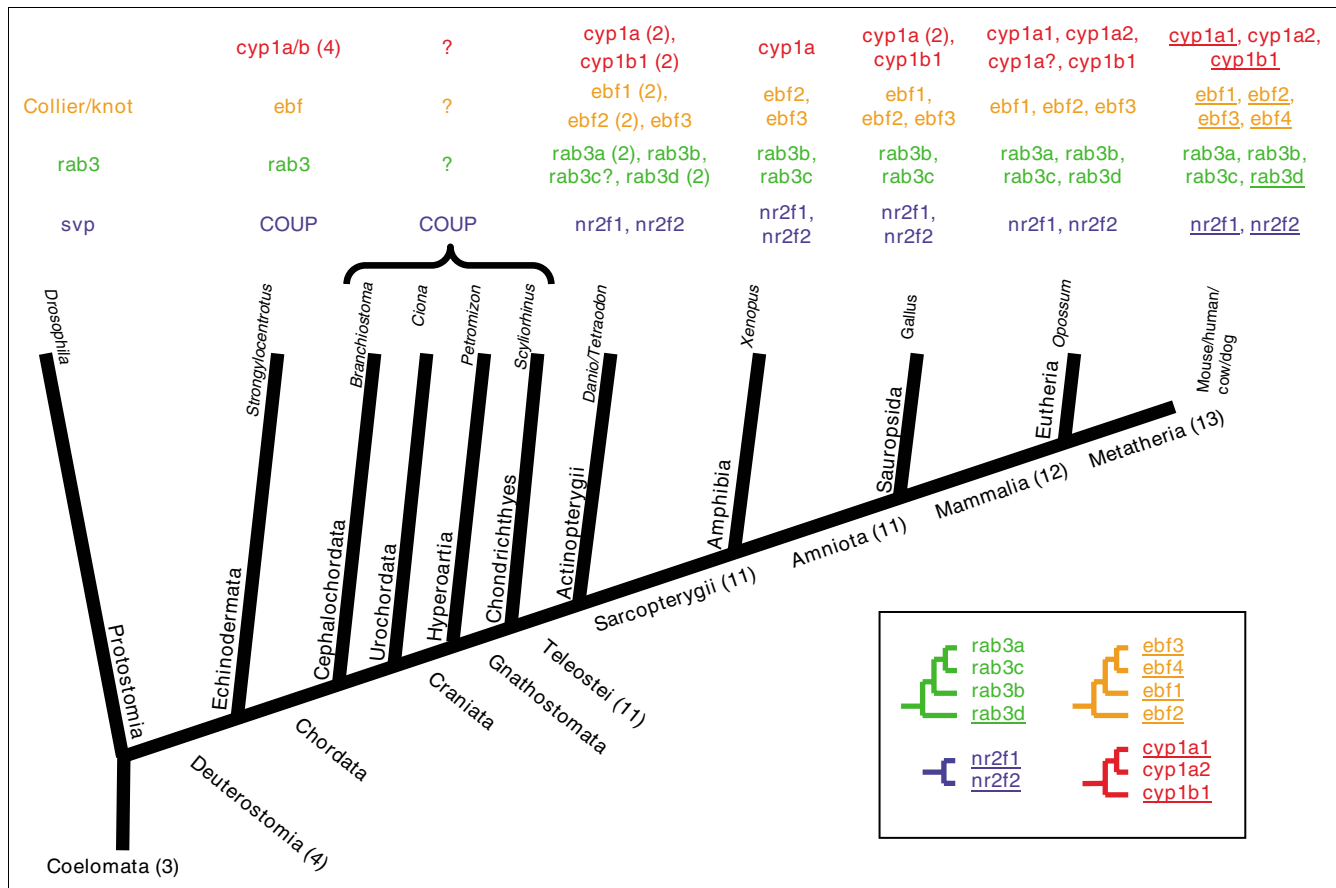 cyp1a/b (4)
?
cyp1a (2),
cyp1b1 (2)
cyp1a
cyp1a (2),
cyp1b1
cyp1a1, cyp1a2,
cyp1a?, cyp1b1
cyp1a1, cyp1a2,
cyp1b1
Collier/knot
ebf
?
ebf1 (2),
ebf2 (2), ebf3
ebf2,
ebf3
ebf1,
ebf2, ebf3
ebf1, ebf2, ebf3
ebf1, ebf2,
ebf3, ebf4
rab3
rab3
?
rab3a (2), rab3b,
rab3c?, rab3d (2)
rab3b,
rab3c
rab3b,
rab3c
rab3a, rab3b,
rab3c, rab3d
rab3a, rab3b,
rab3c, rab3d
svp
COUP
COUP
nr2f1, nr2f2
nr2f1,
nr2f2
nr2f1,
nr2f2
nr2f1, nr2f2
nr2f1, nr2f2
Drosophila
Strongylocentrotus
Branchiostoma
Ciona
Petromizon
Scyliorhinus
Danio/Tetraodon
Xenopus
Gallus
Opossum
Mouse/human/
cow/dog
Protostomia
Echinodermata
Cephalochordata
Urochordata
Hyperoartia
Chondrichthyes
Actinopterygii
Amphibia
Sauropsida
Eutheria
Coelomata (3)
Deuterostomia (4)
Chordata
Craniata
Gnathostomata
Teleostei (11)
Sarcopterygii (11)
Amniota (11)
Mammalia (12)
Metatheria (13)
rab3a
rab3c
rab3b
rab3d
ebf3
ebf4
ebf1
ebf2
nr2f1
nr2f2
cyp1a1
cyp1a2
cyp1b1